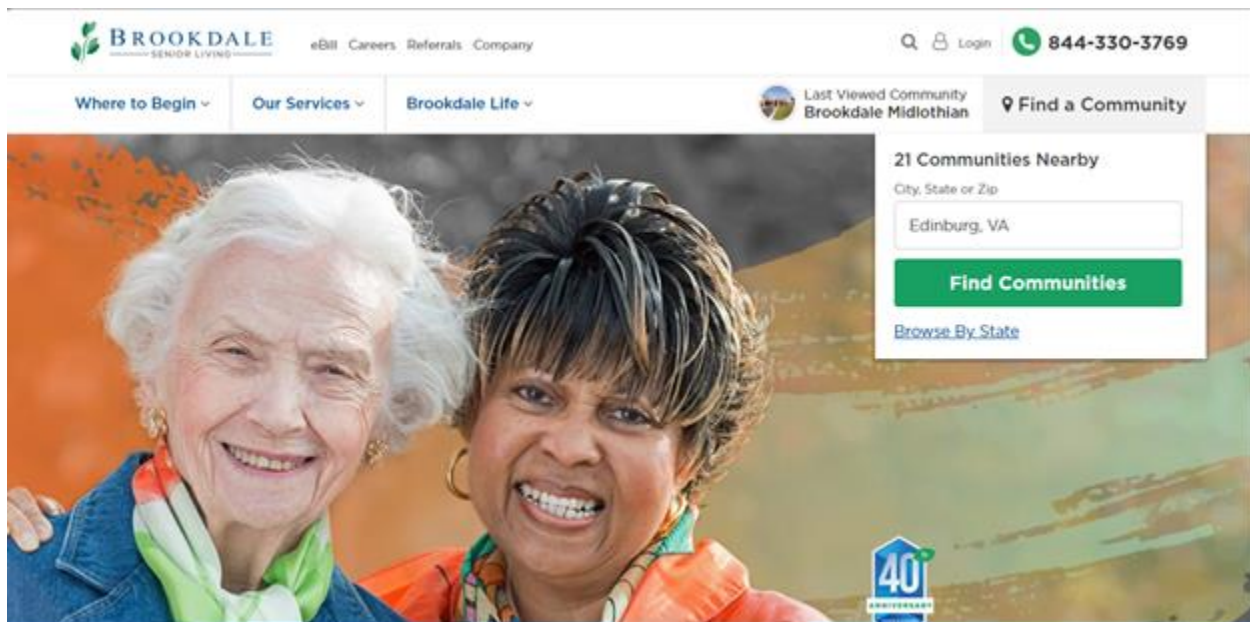 BROOKDALE
SENIOR LIVING
eBill Careers Referrals Company
Login 844-330-3769
Where to Begin Our Services Brookdale Life
Last Viewed Community
Brookdale Midlothian
Find a Community
21 Communities Nearby
City, State or Zip
Edinburg, VA
Find Communities
Browse By State
40
ANNIVERSARY